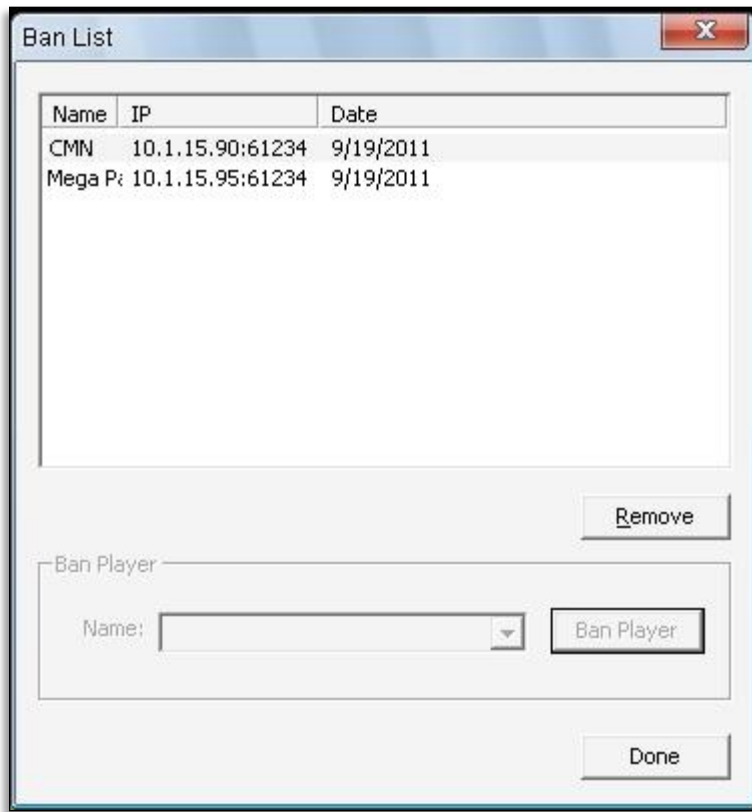 Ban List
Name IP Date
CMN 10.1.15.90:61234 9/19/2011
Mega 10.1.15.95:61234 9/19/2011
Remove
Ban Player
Name: Ban Player
Done